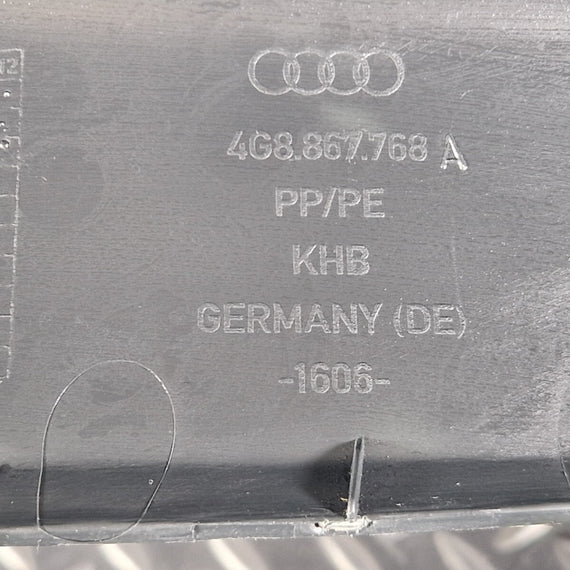 4G8.867.768 A
PP/PE
KHB
GERMANY (DE)
-1606-